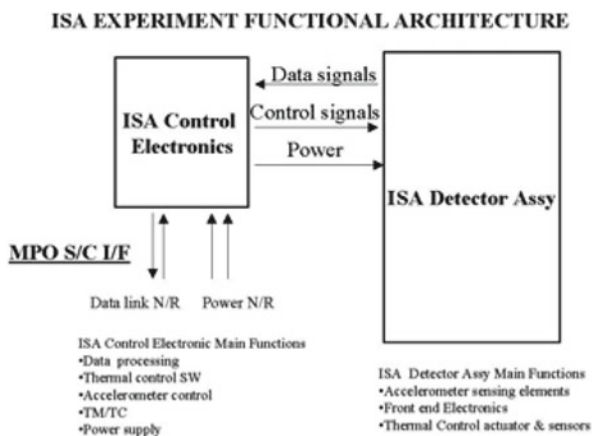 ISA EXPERIMENT FUNCTIONAL ARCHITECTURE
Data signals
Control signals
Power
ISA Control
Electronics
ISA Detector Assy
MPO S/C I/F
Data link N/R
Power N/R
ISA Control Electronic Main Functions
•Data processing
•Thermal control SW
•Accelerometer control
•TM/TC
•Power supply
ISA Detector Assy Main Functions
•Accelerometer sensing elements
•Front end Electronics
•Thermal Control actuator & sensors